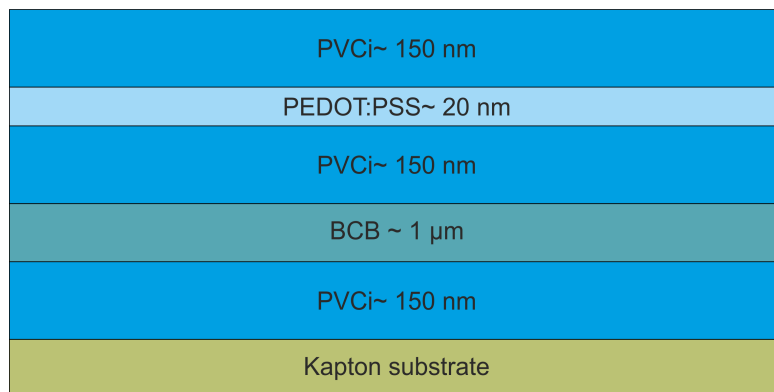 PVCi~ 150 nm
PEDOT:PSS~ 20 nm
PVCi~ 150 nm
BCB ~ 1 µm
PVCi~ 150 nm
Kapton substrate